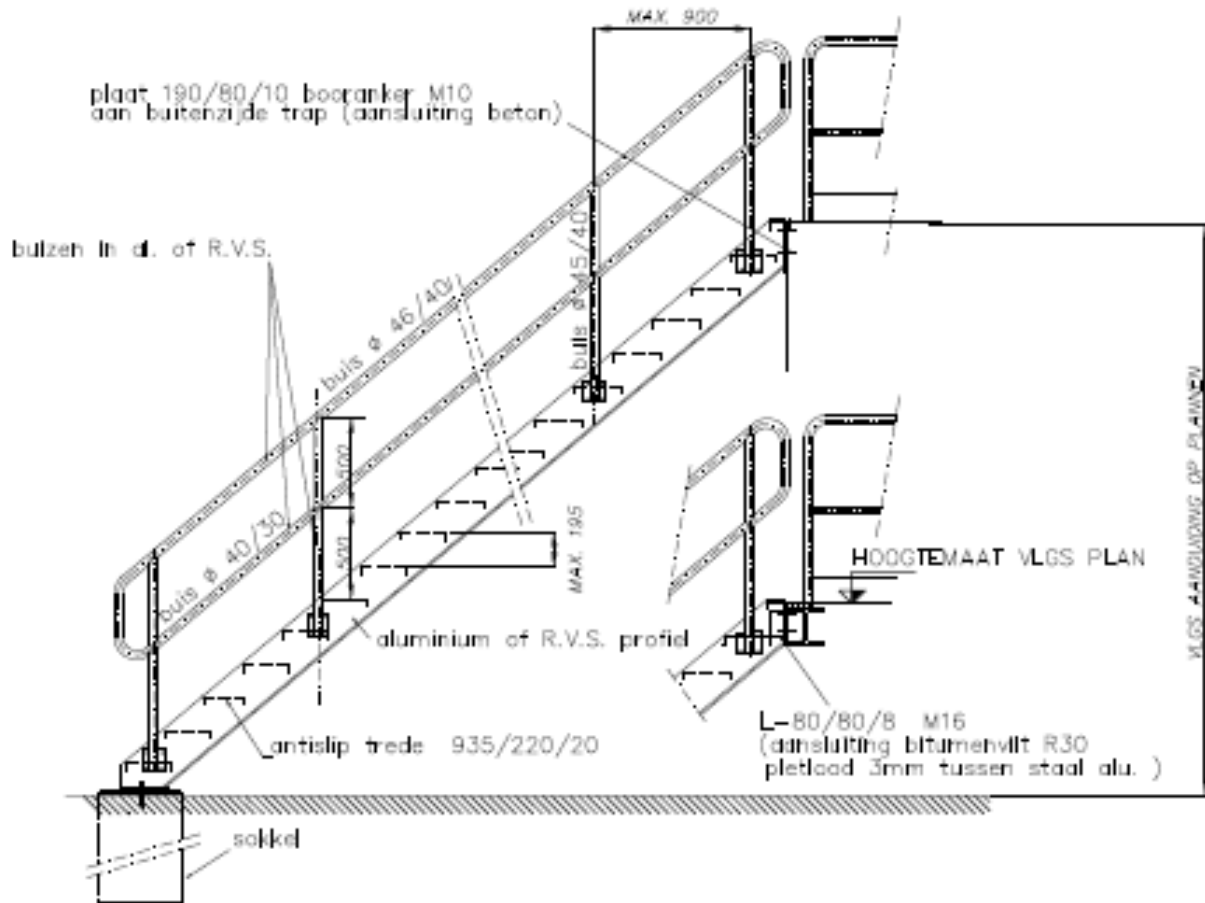 MAX. 900
plaat 190/80/10 booranker M10
aan buitenzijde trap (aansluiting beton)
buizen in al. of R.V.S.
buis ø 46/40
buis ø 45/40
500
500
buis ø 40/30
MAX. 195
HOOGTEMAAT VLGS PLAN
VLGS AANDUIDING OP PLANNEN
aluminium of R.V.S. profiel
antislip trede 935/220/20
L-80/80/8 M16
(aansluiting bitumenvilt R30
pletlood 3mm tussen staal alu. )
sokkel